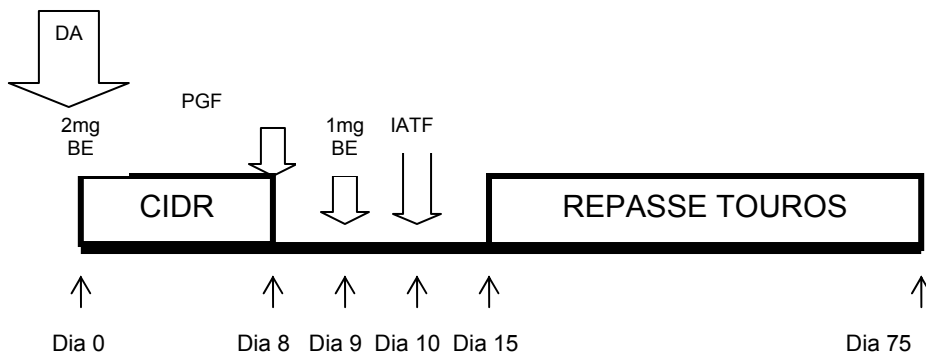 DA
PGF
2mg
BE
1mg
BE
IATF
CIDR
REPASSE TOUROS
Dia 0
Dia 8
Dia 9
Dia 10
Dia 15
Dia 75